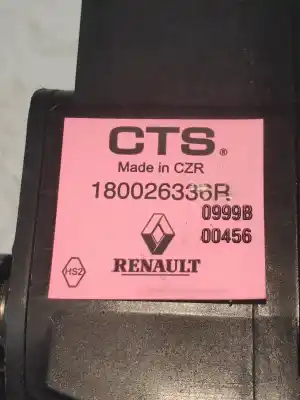 CTS®
Made in CZR
180026336R
0999B
00456
RENAULT
HSZ